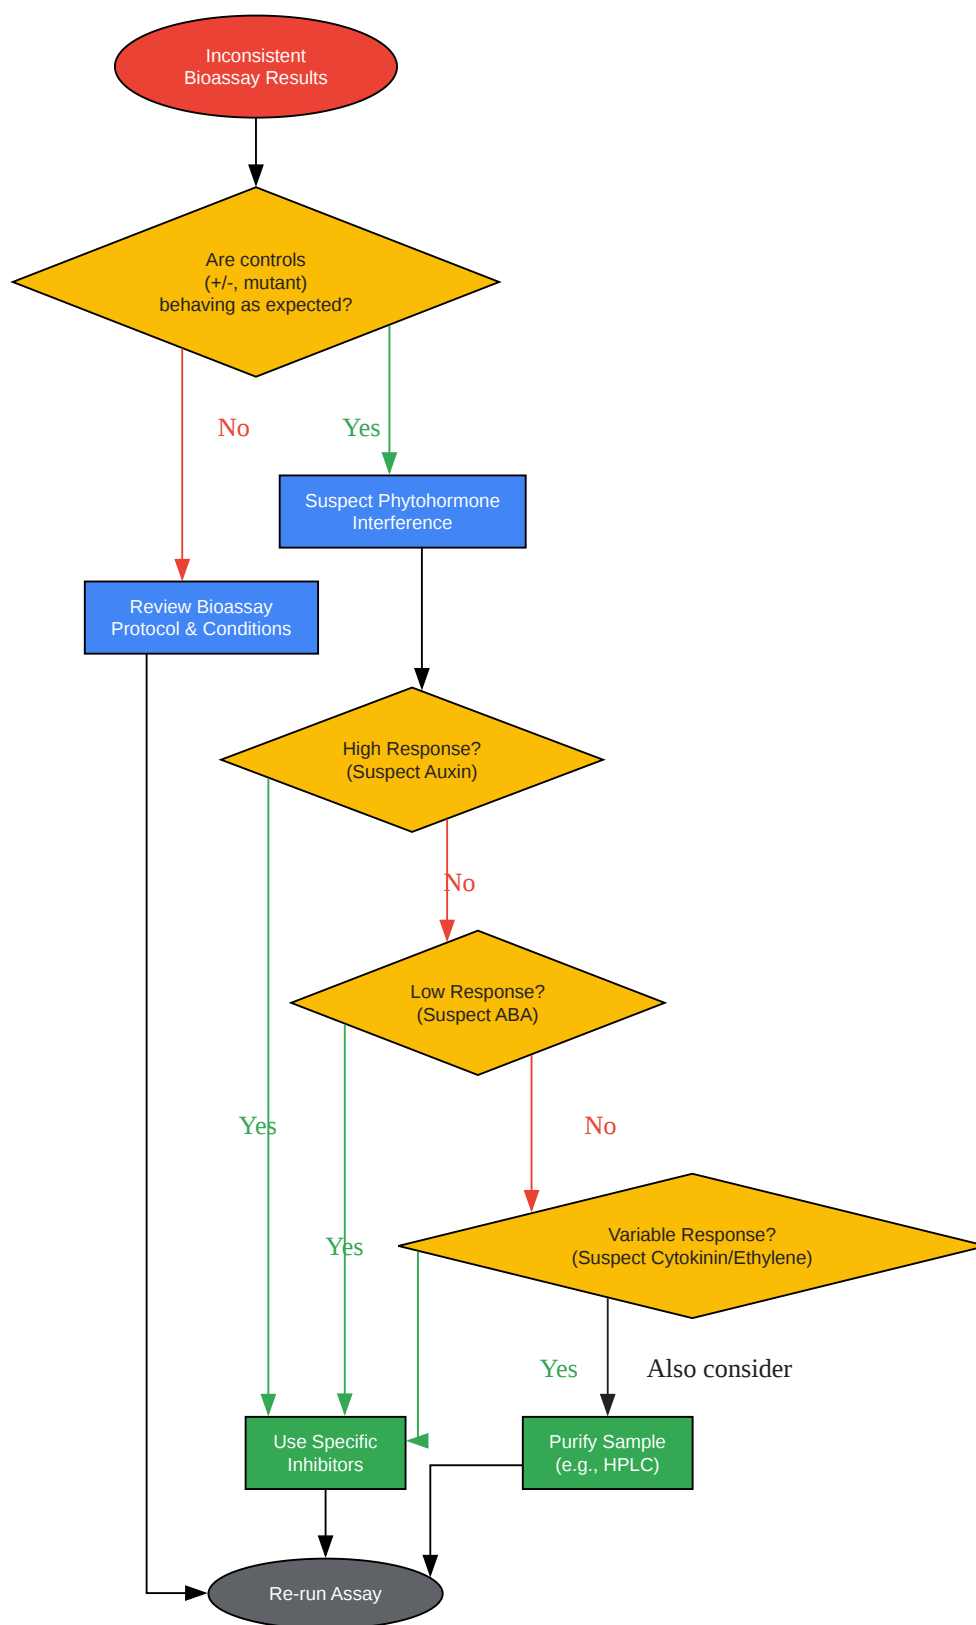 Inconsistent
Bioassay Results
Are controls
(+/-, mutant)
behaving as expected?
No
Yes
Suspect Phytohormone
Interference
Review Bioassay
Protocol & Conditions
High Response?
(Suspect Auxin)
No
Low Response?
(Suspect ABA)
Yes
No
Variable Response?
(Suspect Cytokinin/Ethylene)
Yes
Yes
Also consider
Use Specific
Inhibitors
Purify Sample
(e.g., HPLC)
Re-run Assay